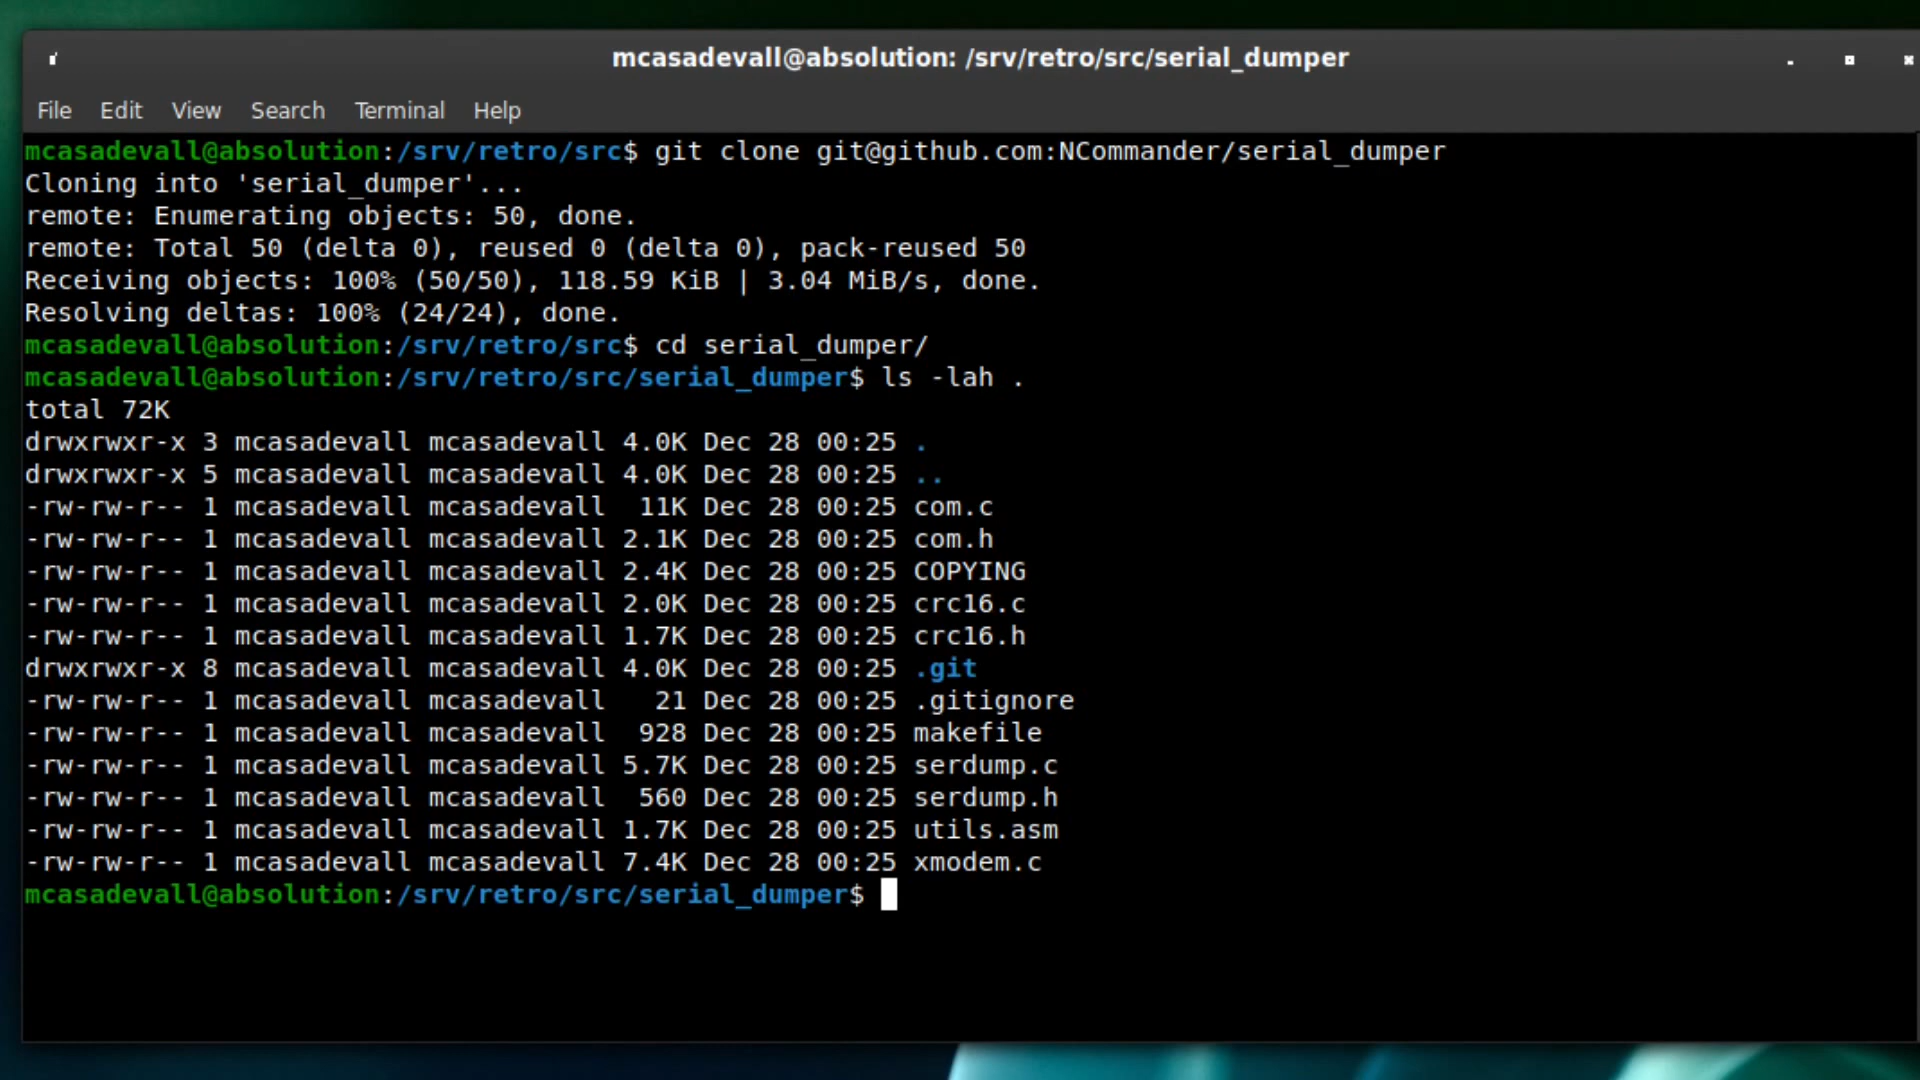 mcasadevall@absolution: /srv/retro/src/serial_dumper
File Edit View Search Terminal Help
mcasadevall@absolution:/srv/retro/src$ git clone git@github.com:NCommander/serial_dumper
Cloning into 'serial_dumper'...
remote: Enumerating objects: 50, done.
remote: Total 50 (delta 0), reused 0 (delta 0), pack-reused 50
Receiving objects: 100% (50/50), 118.59 KiB | 3.04 MiB/s, done.
Resolving deltas: 100% (24/24), done.
mcasadevall@absolution:/srv/retro/src$ cd serial_dumper/
mcasadevall@absolution:/srv/retro/src/serial_dumper$ ls -lah .
total 72K
drwxrwxr-x 3 mcasadevall mcasadevall 4.0K Dec 28 00:25 .
drwxrwxr-x 5 mcasadevall mcasadevall 4.0K Dec 28 00:25 ..
-rw-rw-r-- 1 mcasadevall mcasadevall  11K Dec 28 00:25 com.c
-rw-rw-r-- 1 mcasadevall mcasadevall 2.1K Dec 28 00:25 com.h
-rw-rw-r-- 1 mcasadevall mcasadevall 2.4K Dec 28 00:25 COPYING
-rw-rw-r-- 1 mcasadevall mcasadevall 2.0K Dec 28 00:25 crc16.c
-rw-rw-r-- 1 mcasadevall mcasadevall 1.7K Dec 28 00:25 crc16.h
drwxrwxr-x 8 mcasadevall mcasadevall 4.0K Dec 28 00:25 .git
-rw-rw-r-- 1 mcasadevall mcasadevall   21 Dec 28 00:25 .gitignore
-rw-rw-r-- 1 mcasadevall mcasadevall  928 Dec 28 00:25 makefile
-rw-rw-r-- 1 mcasadevall mcasadevall 5.7K Dec 28 00:25 serdump.c
-rw-rw-r-- 1 mcasadevall mcasadevall  560 Dec 28 00:25 serdump.h
-rw-rw-r-- 1 mcasadevall mcasadevall 1.7K Dec 28 00:25 utils.asm
-rw-rw-r-- 1 mcasadevall mcasadevall 7.4K Dec 28 00:25 xmodem.c
mcasadevall@absolution:/srv/retro/src/serial_dumper$